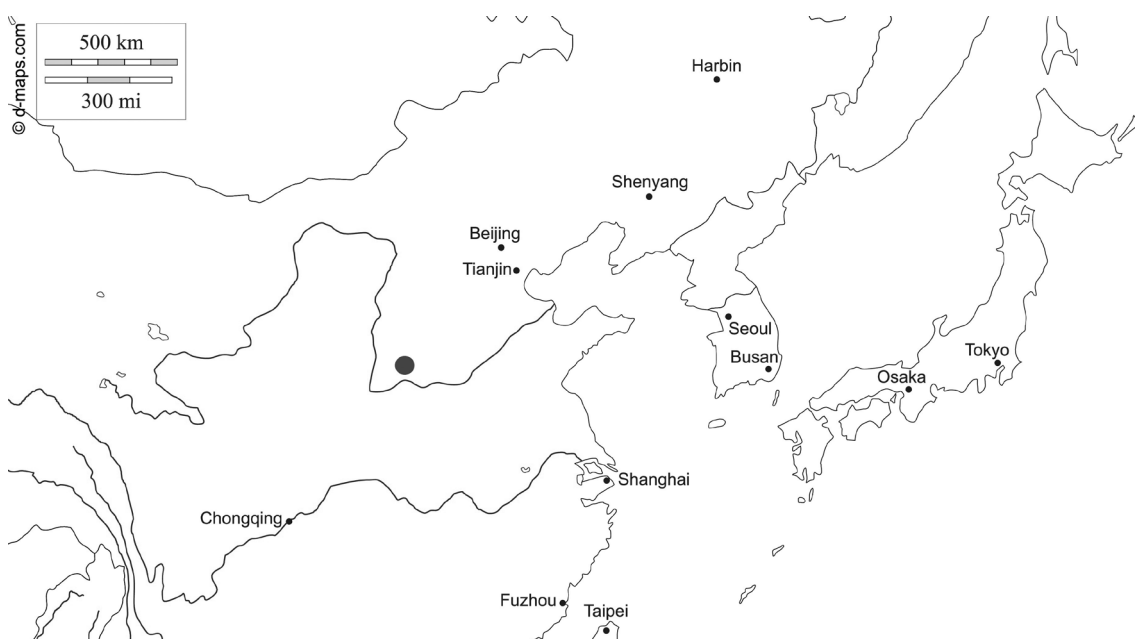 © d-maps.com
500 km
300 mi
Harbin
Shenyang
Beijing
Tianjin
Seoul
Busan
Tokyo
Osaka
Shanghai
Chongqing
Fuzhou
Taipei